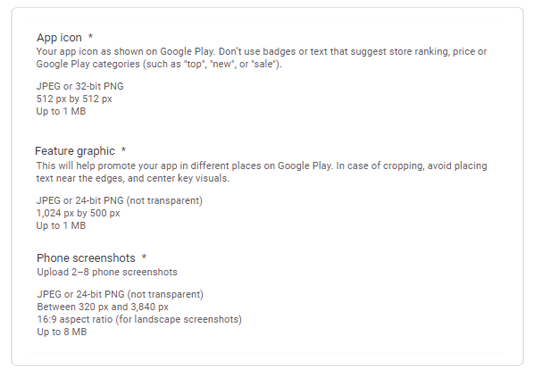 App icon *
Your app icon as shown on Google Play. Don't use badges or text that suggest store ranking, price or
Google Play categories (such as "top", "new", or "sale").
JPEG or 32-bit PNG
512 px by 512 px
Up to 1 MB
Feature graphic *
This will help promote your app in different places on Google Play. In case of cropping, avoid placing
text near the edges, and center key visuals.
JPEG or 24-bit PNG (not transparent)
1,024 px by 500 px
Up to 1 MB
Phone screenshots *
Upload 2–8 phone screenshots
JPEG or 24-bit PNG (not transparent)
Between 320 px and 3,840 px
16:9 aspect ratio (for landscape screenshots)
Up to 8 MB